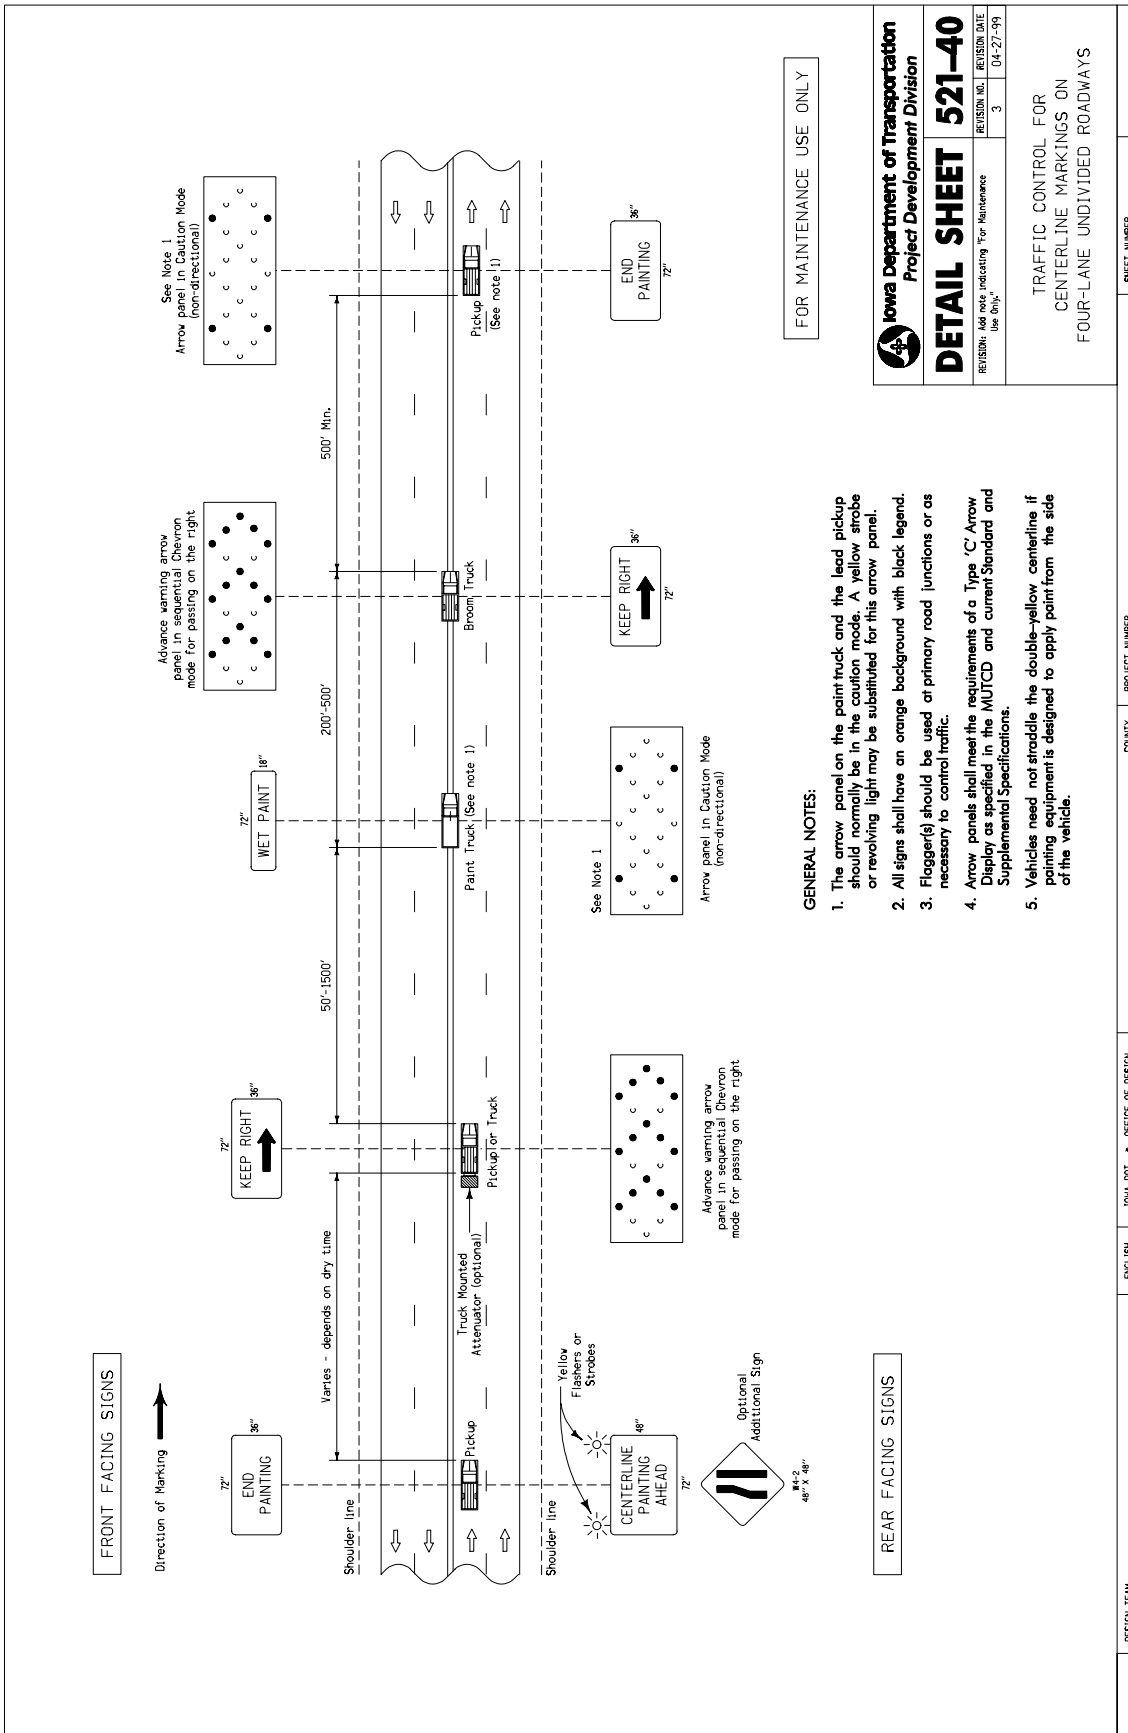 FRONT FACING SIGNS
Direction of Marking
72"
END
PAINTING
36"
72"
KEEP RIGHT
36"
72"
WET PAINT
18"
Advance warning arrow
panel in sequential Chevron
mode for passing on the right
See Note 1
Arrow panel in Caution Mode
(non-directional)
Varies - depends on dry time
50'-1500'
200'-500'
500' Min.
Shoulder line
Pickup
Truck Mounted
Attenuator (optional)
Pickup or Truck
Paint Truck (See note 1)
Broom Truck
Pickup
(See note 1)
Shoulder line
Yellow
Flashers or
Strobes
CENTERLINE
PAINTING
AHEAD
48"
72"
Optional
Additional Sign
W4-2
48" X 48"
Advance warning arrow
panel in sequential Chevron
mode for passing on the right
See Note 1
Arrow panel in Caution Mode
(non-directional)
KEEP RIGHT
36"
72"
END
PAINTING
36"
72"
REAR FACING SIGNS
GENERAL NOTES:
1. The arrow panel on the paint truck and the lead pickup
should normally be in the caution mode. A yellow strobe
or revolving light may be substituted for this arrow panel.
2. All signs shall have an orange background with black legend.
3. Flagger(s) should be used at primary road junctions or as
necessary to control traffic.
4. Arrow panels shall meet the requirements of a Type 'C' Arrow
Display as specified in the MUTCD and current Standard and
Supplemental Specifications.
5. Vehicles need not straddle the double-yellow centerline if
painting equipment is designed to apply paint from the side
of the vehicle.
FOR MAINTENANCE USE ONLY
Iowa Department of Transportation
Project Development Division
DETAIL SHEET 521-40
REVISION: Add note indicating "For Maintenance
Use Only."
REVISION NO.
3
REVISION DATE
04-27-99
TRAFFIC CONTROL FOR
CENTERLINE MARKINGS ON
FOUR-LANE UNDIVIDED ROADWAYS
DESIGN TEAM
ENGLISH
IOWA DOT * OFFICE OF DESIGN
COUNTY
PROJECT NUMBER
SHEET NUMBER